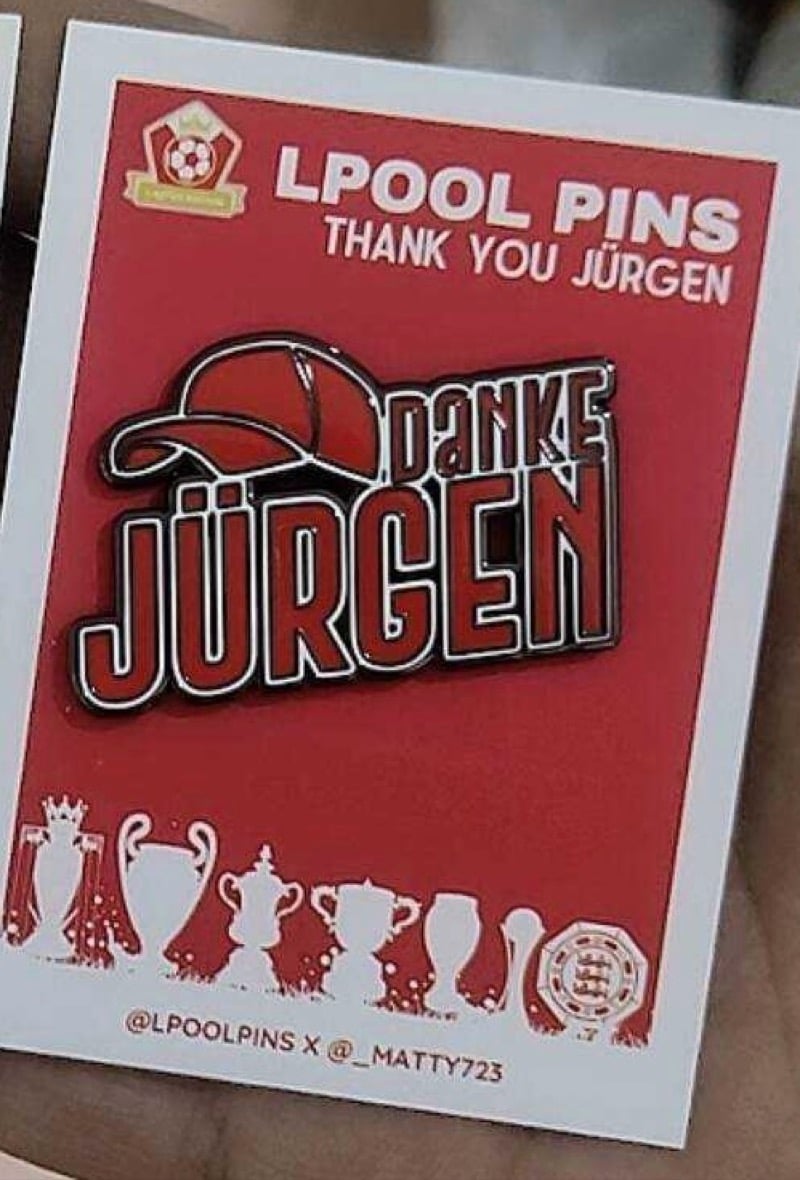 LPOOL PINS
THANK YOU JÜRGEN
DANKE
JÜRGEN
@LPOOLPINS X @_MATTY723